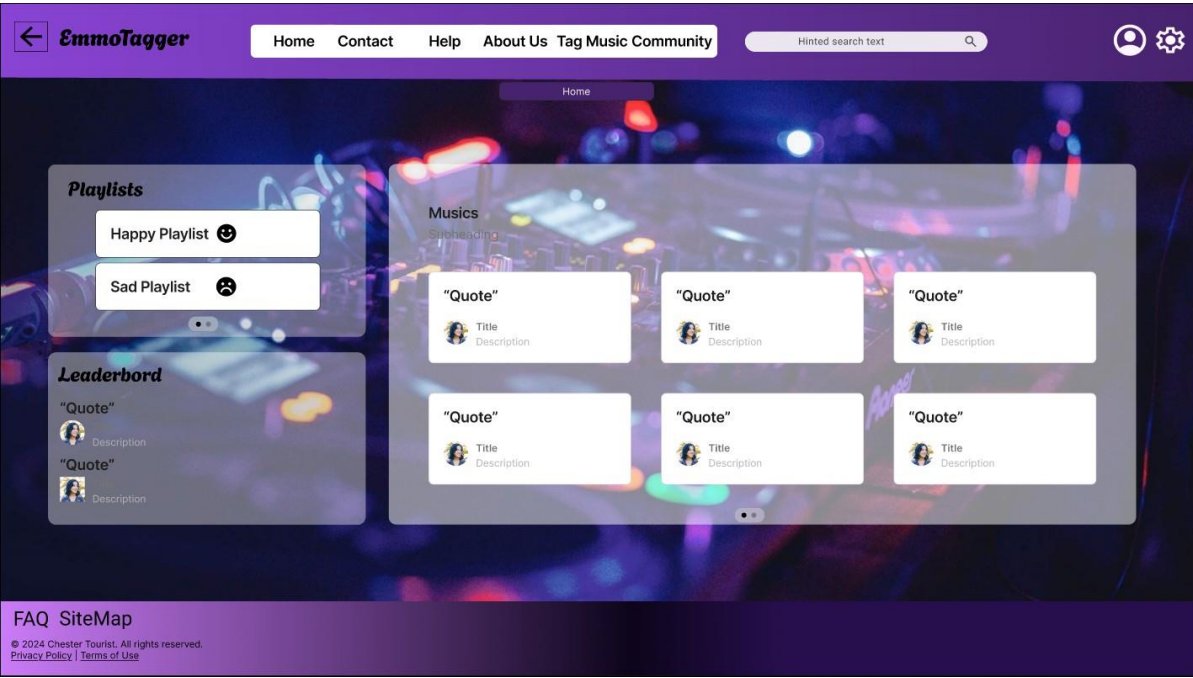 EmmoTagger
Home Contact Help About Us Tag Music Community
Hinted search text
Home
Playlists
Happy Playlist
Sad Playlist
Leaderbord
“Quote”
Description
“Quote”
Description
Musics
Subheading
“Quote”
Title
Description
“Quote”
Title
Description
“Quote”
Title
Description
“Quote”
Title
Description
“Quote”
Title
Description
“Quote”
Title
Description
Pioneer
FAQ SiteMap
© 2024 Chester Tourist. All rights reserved.
Privacy Policy | Terms of Use